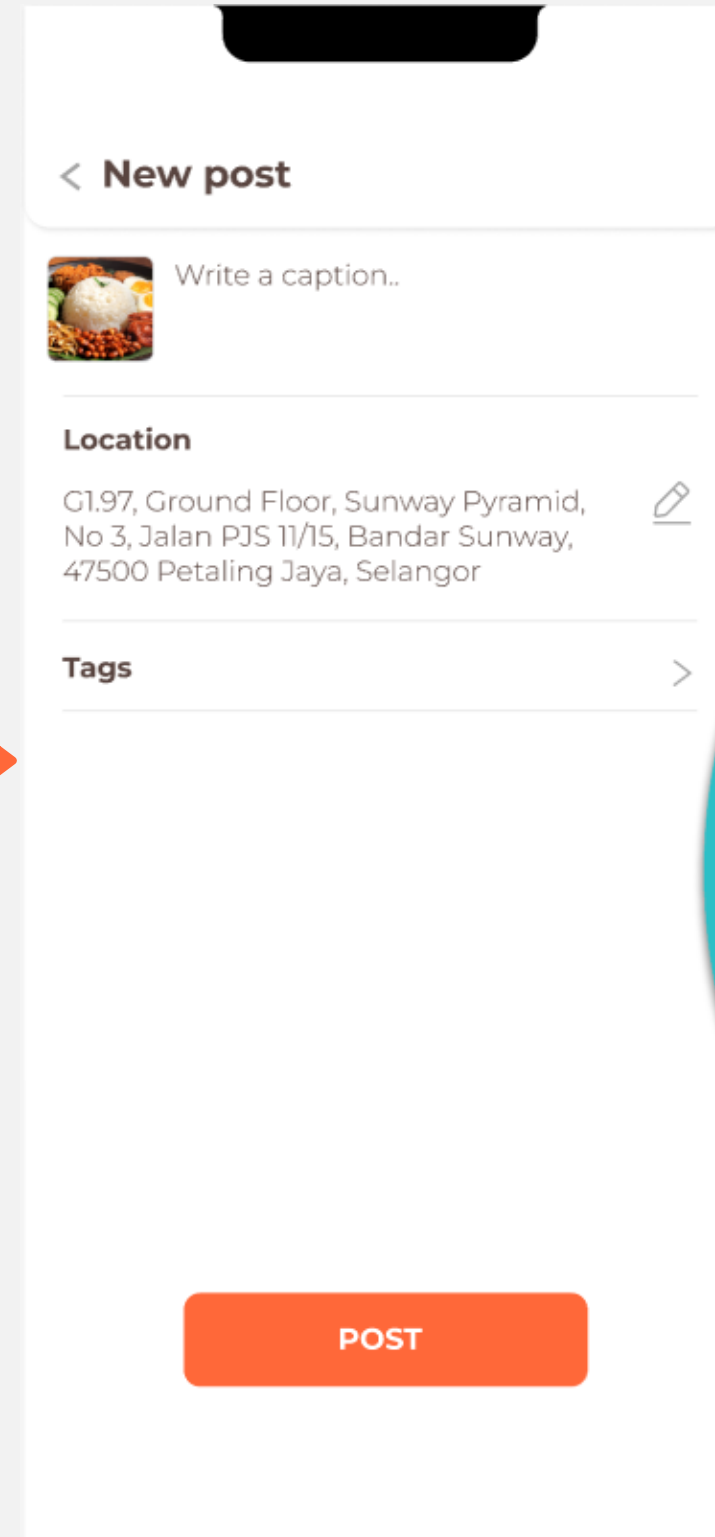 New post
Write a caption..
Location
G1.97, Ground Floor, Sunway Pyramid,
No 3, Jalan PJS 11/15, Bandar Sunway,
47500 Petaling Jaya, Selangor
Tags
POST